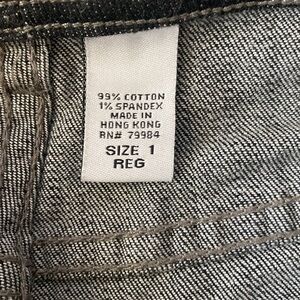 99% COTTON
1% SPANDEX
MADE IN
HONG KONG
RN# 79984
SIZE 1
REG